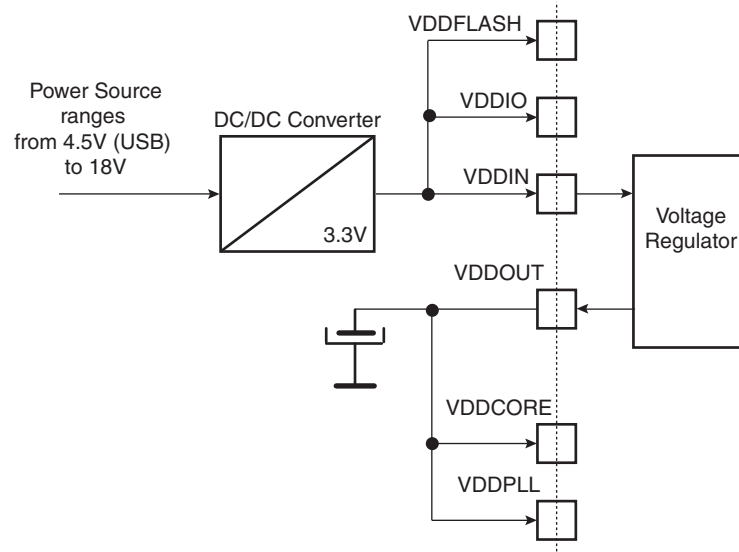 VDDFLASH
Power Source
ranges
from 4.5V (USB)
to 18V
DC/DC Converter
3.3V
VDDIO
VDDIN
Voltage
Regulator
VDDOUT
VDDCORE
VDDPLL